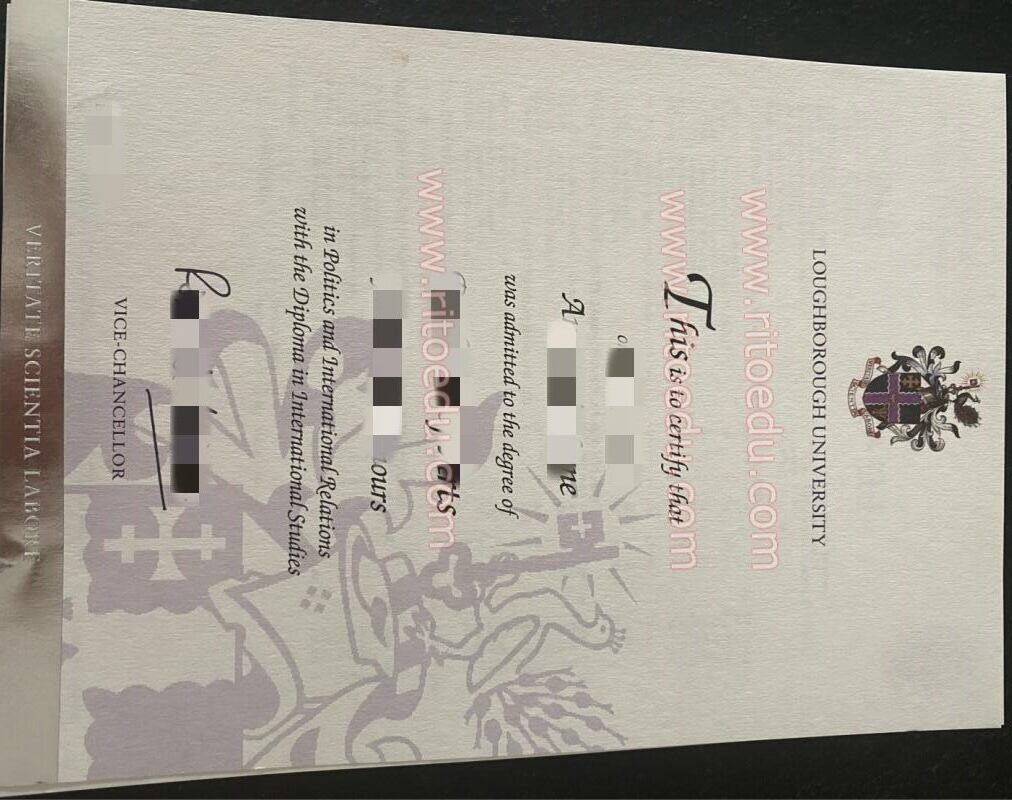 LOUGHBOROUGH UNIVERSITY
www.ritoedu.com
This is to certify that
www.ritoedu.com
was admitted to the degree of
www.ritoedu.com
in Politics and International Relations
with the Diploma in International Studies
VICE-CHANCELLOR
VERITATE SCIENTIA LABORE